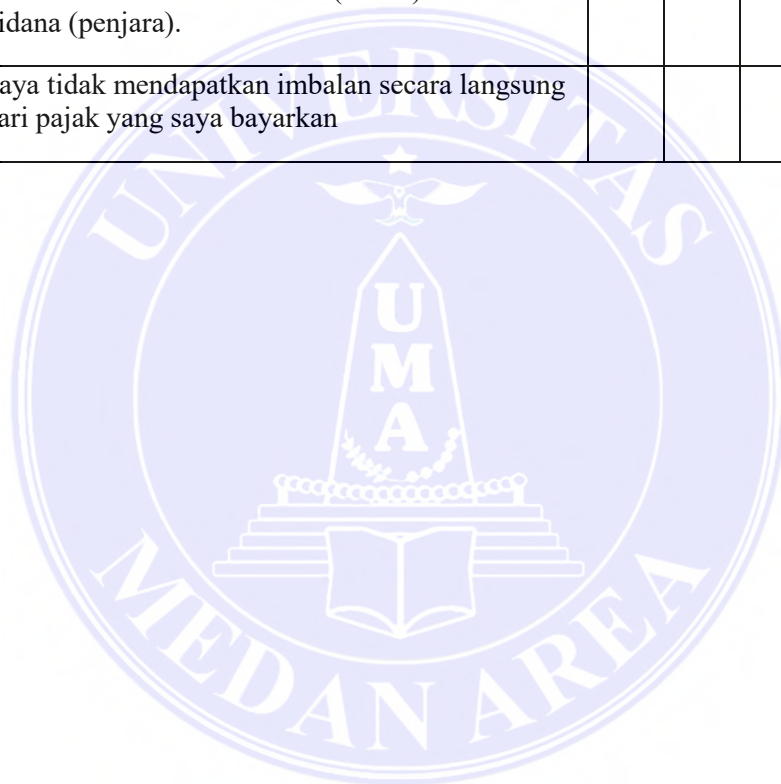 idana (penjara).
aya tidak mendapatkan imbalan secara langsung
ari pajak yang saya bayarkan
UNIVERSITAS
U
M
A
MEDAN AREA